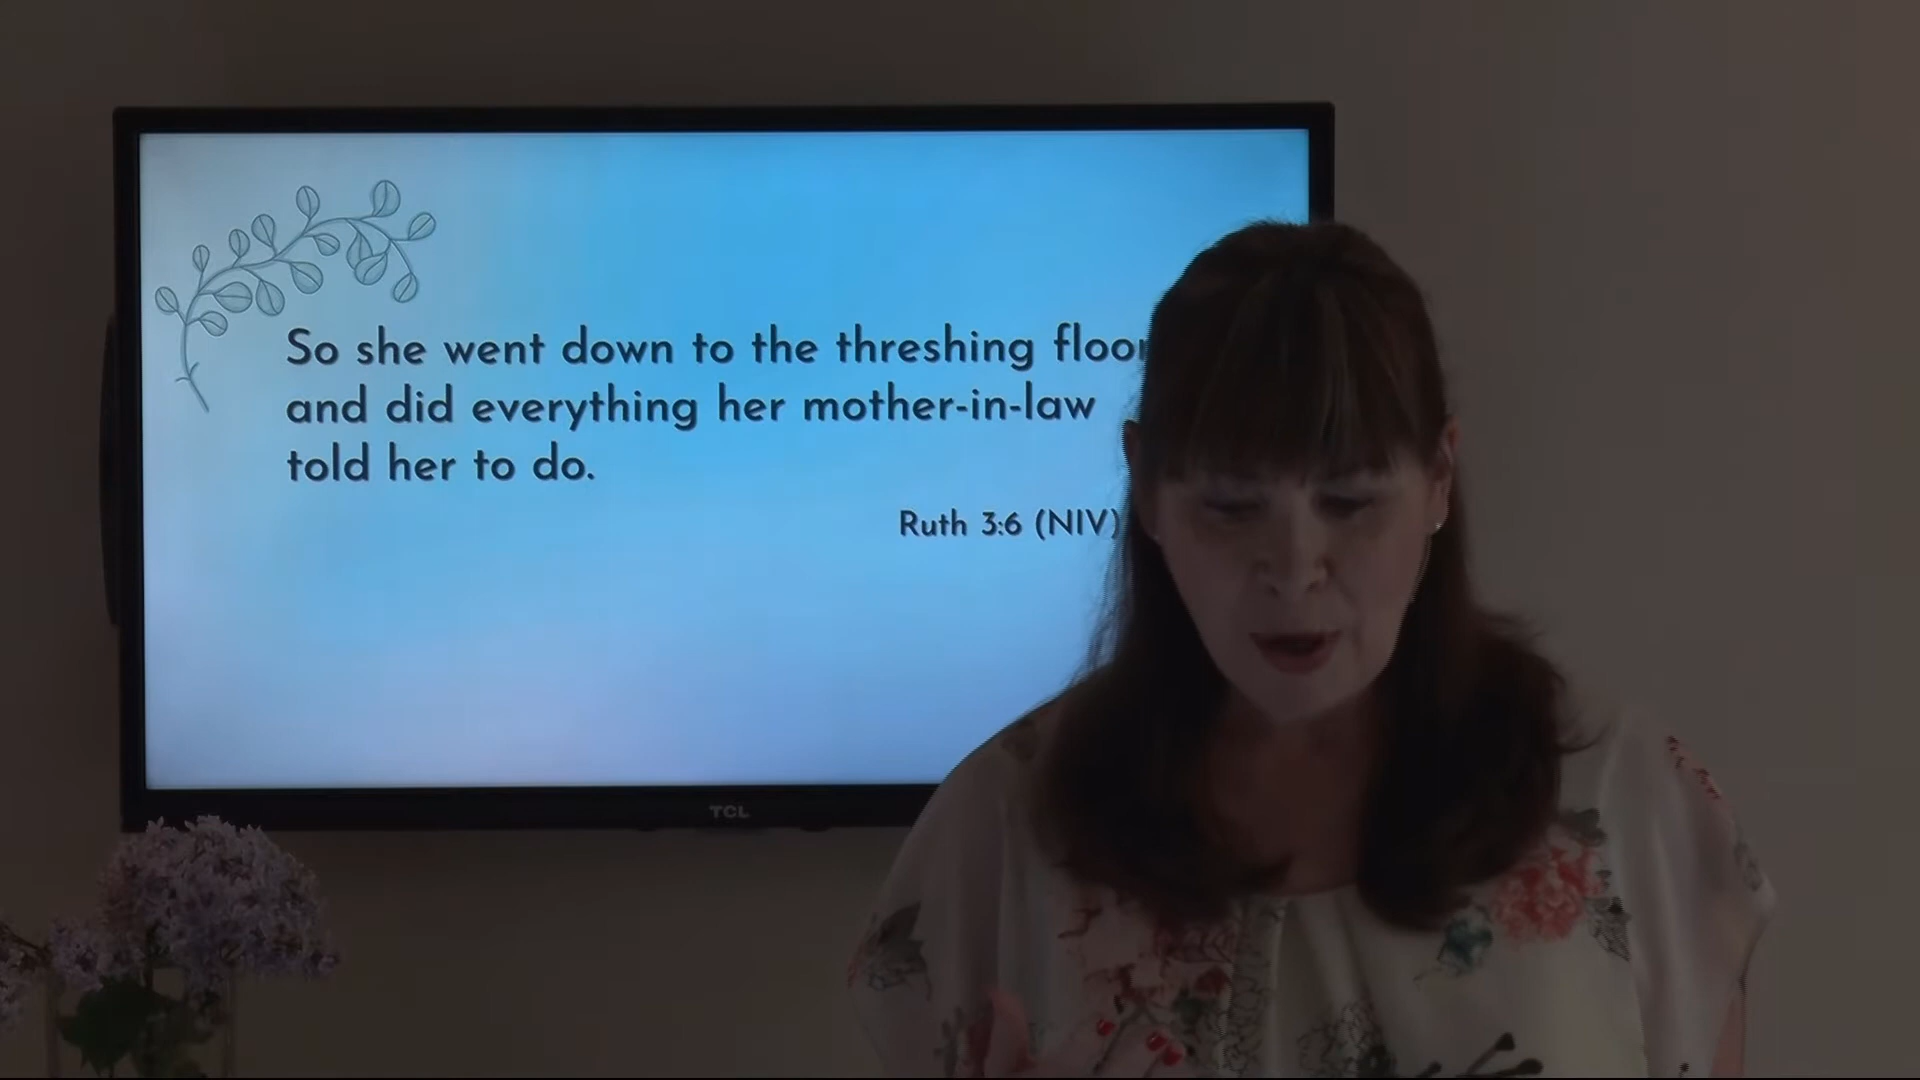 So she went down to the threshing floor
and did everything her mother-in-law
told her to do.
Ruth 3:6 (NIV)
TCL